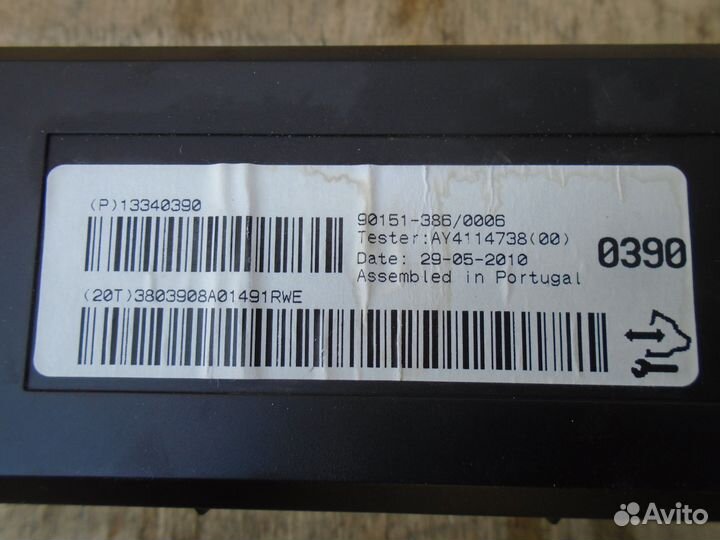 (P)13340390
90151-386/0006
Tester:AY4114738(00)
Date: 29-05-2010
Assembled in Portugal
0390
(20T)3803908A01491RWE
Avito